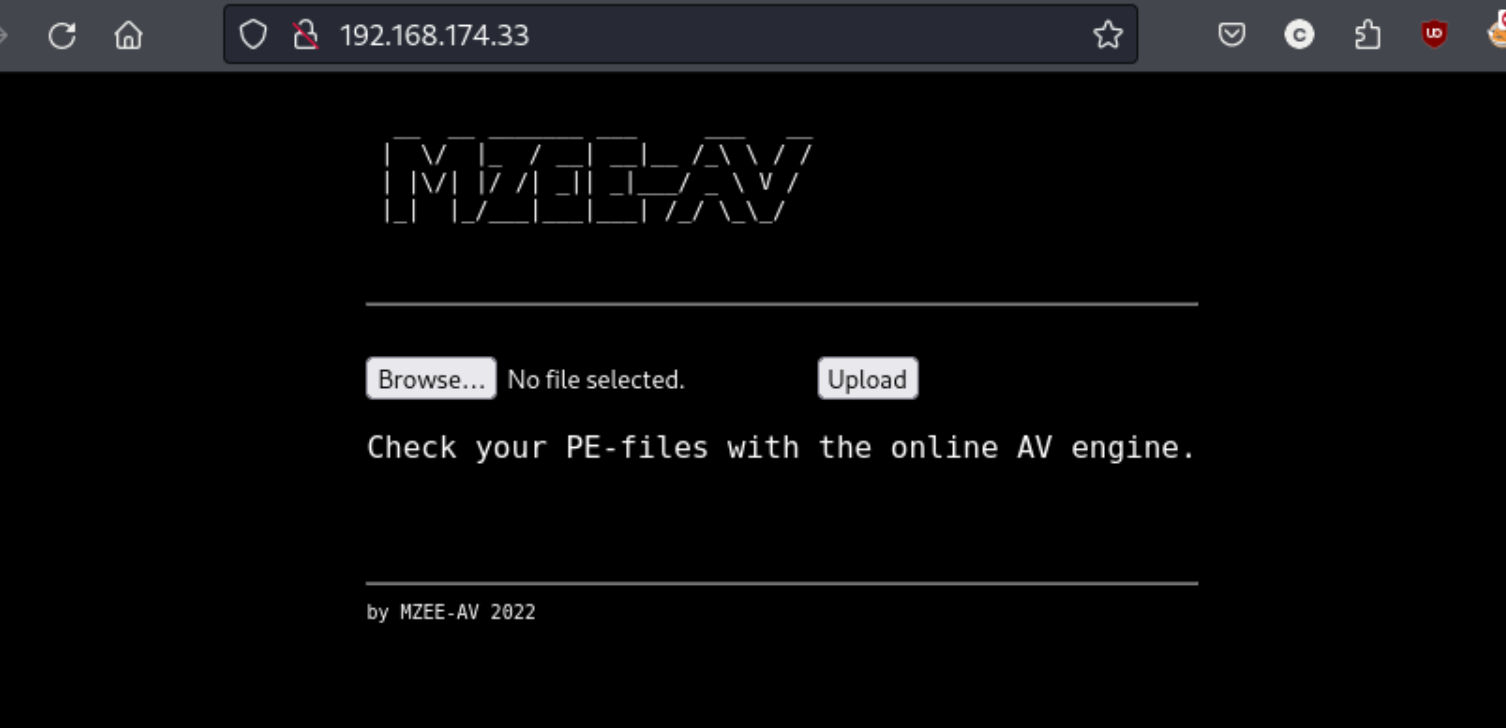 192.168.174.33
MZEE-AV
Browse... No file selected. Upload
Check your PE-files with the online AV engine.
by MZEE-AV 2022